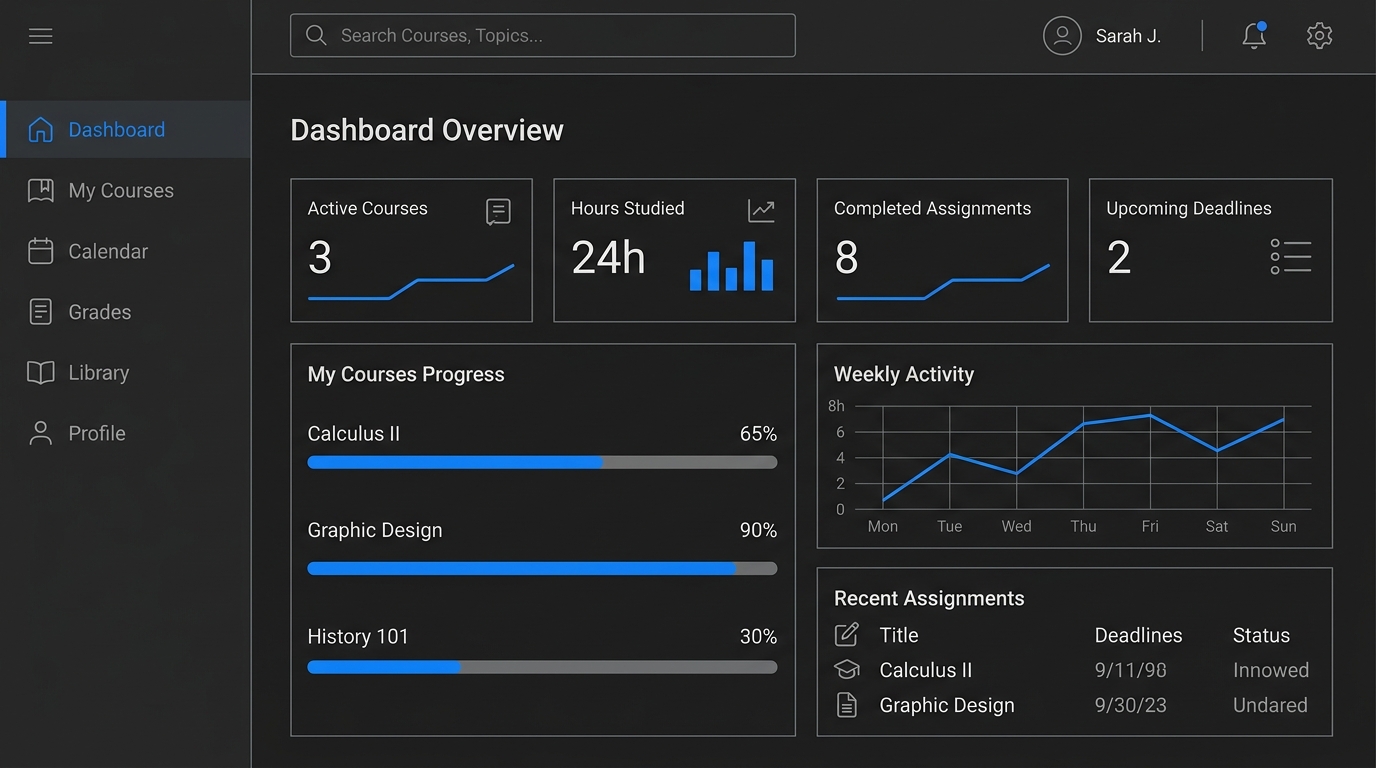 Search Courses, Topics...
Sarah J.
Dashboard
My Courses
Calendar
Grades
Library
Profile
Dashboard Overview
Active Courses
3
Hours Studied
24h
Completed Assignments
8
Upcoming Deadlines
2
My Courses Progress
Calculus II 65%
Graphic Design 90%
History 101 30%
Weekly Activity
8h
6
4
2
0
Mon Tue Wed Thu Fri Sat Sun
Recent Assignments
Title Deadlines Status
Calculus II 9/11/98 Innowed
Graphic Design 9/30/23 Undared